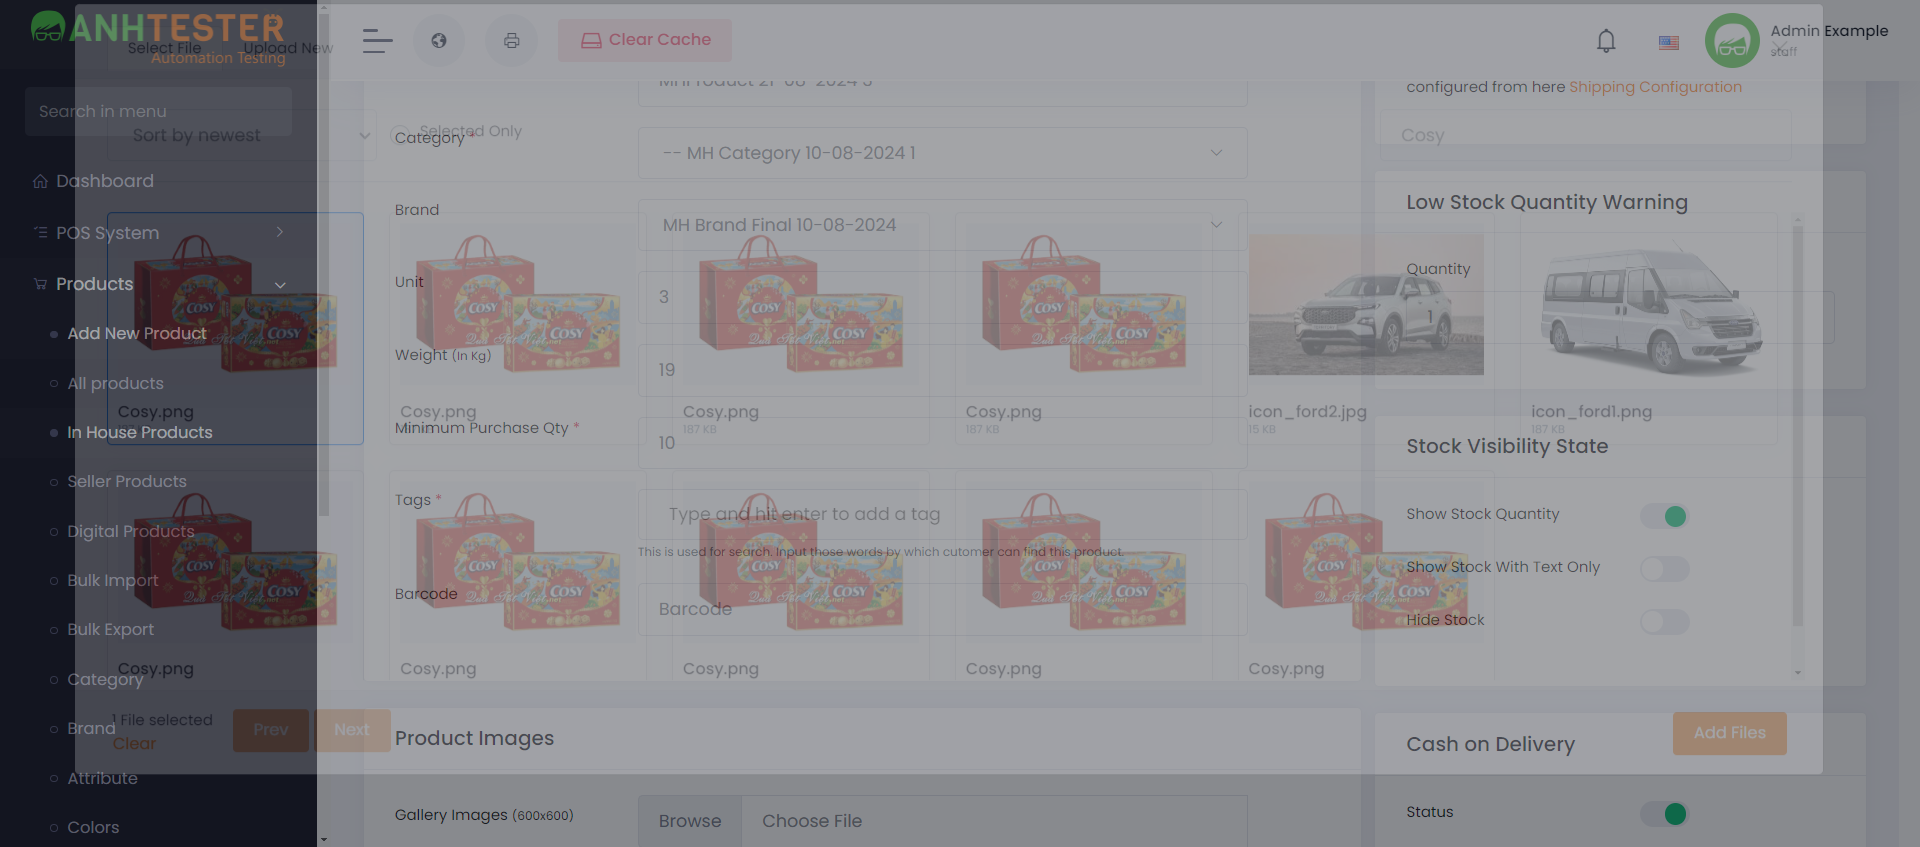 ANHTESTER
Automation Testing
Select File
Upload New
Clear Cache
Admin Example
staff
Search in menu
Sort by newest
Selected Only
Cosy
Dashboard
POS System
Products
Add New Product
All products
In House Products
Seller Products
Digital Products
Bulk Import
Bulk Export
Category
Brand
Attribute
Colors
MHProduct 21-08-2024 3
Category *
-- MH Category 10-08-2024 1
Brand
MH Brand Final 10-08-2024
Unit
3
Weight (In Kg)
19
Minimum Purchase Qty *
10
Tags *
Type and hit enter to add a tag
This is used for search. Input those words by which cutomer can find this product.
Barcode
Barcode
Product Images
Gallery Images (600x600)
Browse
Choose File
configured from here Shipping Configuration
Low Stock Quantity Warning
Quantity
1
Stock Visibility State
Show Stock Quantity
Show Stock With Text Only
Hide Stock
Cash on Delivery
Status
Cosy.png
Cosy.png
Cosy.png
187 KB
Cosy.png
187 KB
icon_ford2.jpg
15 KB
icon_ford1.png
187 KB
Cosy.png
Cosy.png
Cosy.png
Cosy.png
Cosy.png
1 File selected
Clear
Prev
Next
Add Files